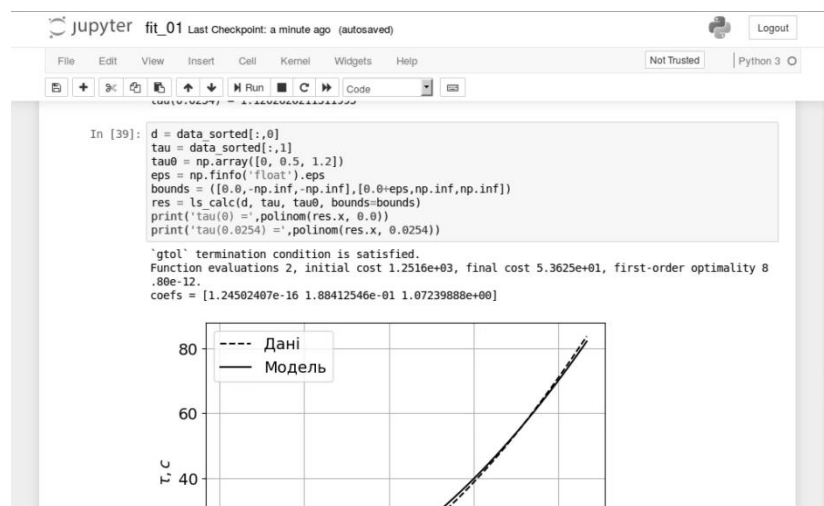 jupyter fit_01 Last Checkpoint: a minute ago (autosaved) Logout
File Edit View Insert Cell Kernel Widgets Help Not Trusted Python 3
Run Code
In [39]: d = data_sorted[:,0]
tau = data_sorted[:,1]
tau0 = np.array([0, 0.5, 1.2])
eps = np.finfo('float').eps
bounds = ([0.0,-np.inf,-np.inf],[0.0+eps,np.inf,np.inf])
res = ls_calc(d, tau, tau0, bounds=bounds)
print('tau(0) =',polinom(res.x, 0.0))
print('tau(0.0254) =',polinom(res.x, 0.0254))
`gtol` termination condition is satisfied.
Function evaluations 2, initial cost 1.2516e+03, final cost 5.3625e+01, first-order optimality 8
.80e-12.
coefs = [1.24502407e-16 1.88412546e-01 1.07239888e+00]
Дані
Модель
80
60
40
τ, C